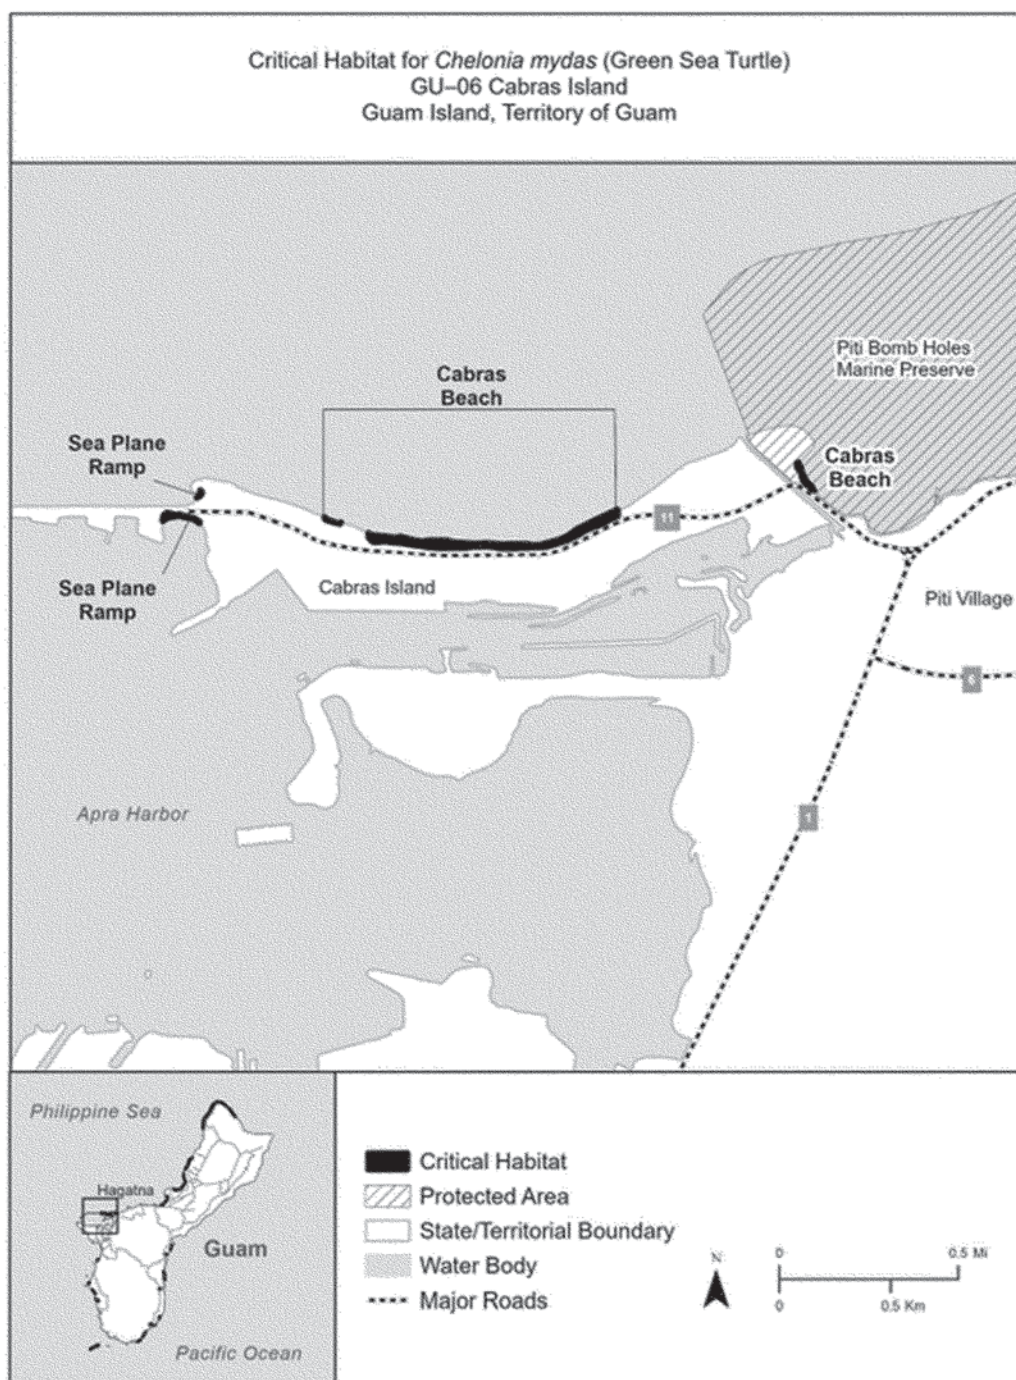 Critical Habitat for Chelonia mydas (Green Sea Turtle)
GU–06 Cabras Island
Guam Island, Territory of Guam
Piti Bomb Holes
Marine Preserve
Cabras
Beach
Sea Plane
Ramp
Cabras
Beach
11
Sea Plane
Ramp
Cabras Island
Piti Village
6
Apra Harbor
1
Philippine Sea
Hagatna
Guam
Pacific Ocean
Critical Habitat
Protected Area
State/Territorial Boundary
Water Body
Major Roads
N
0 0.5 Mi
0 0.5 Km